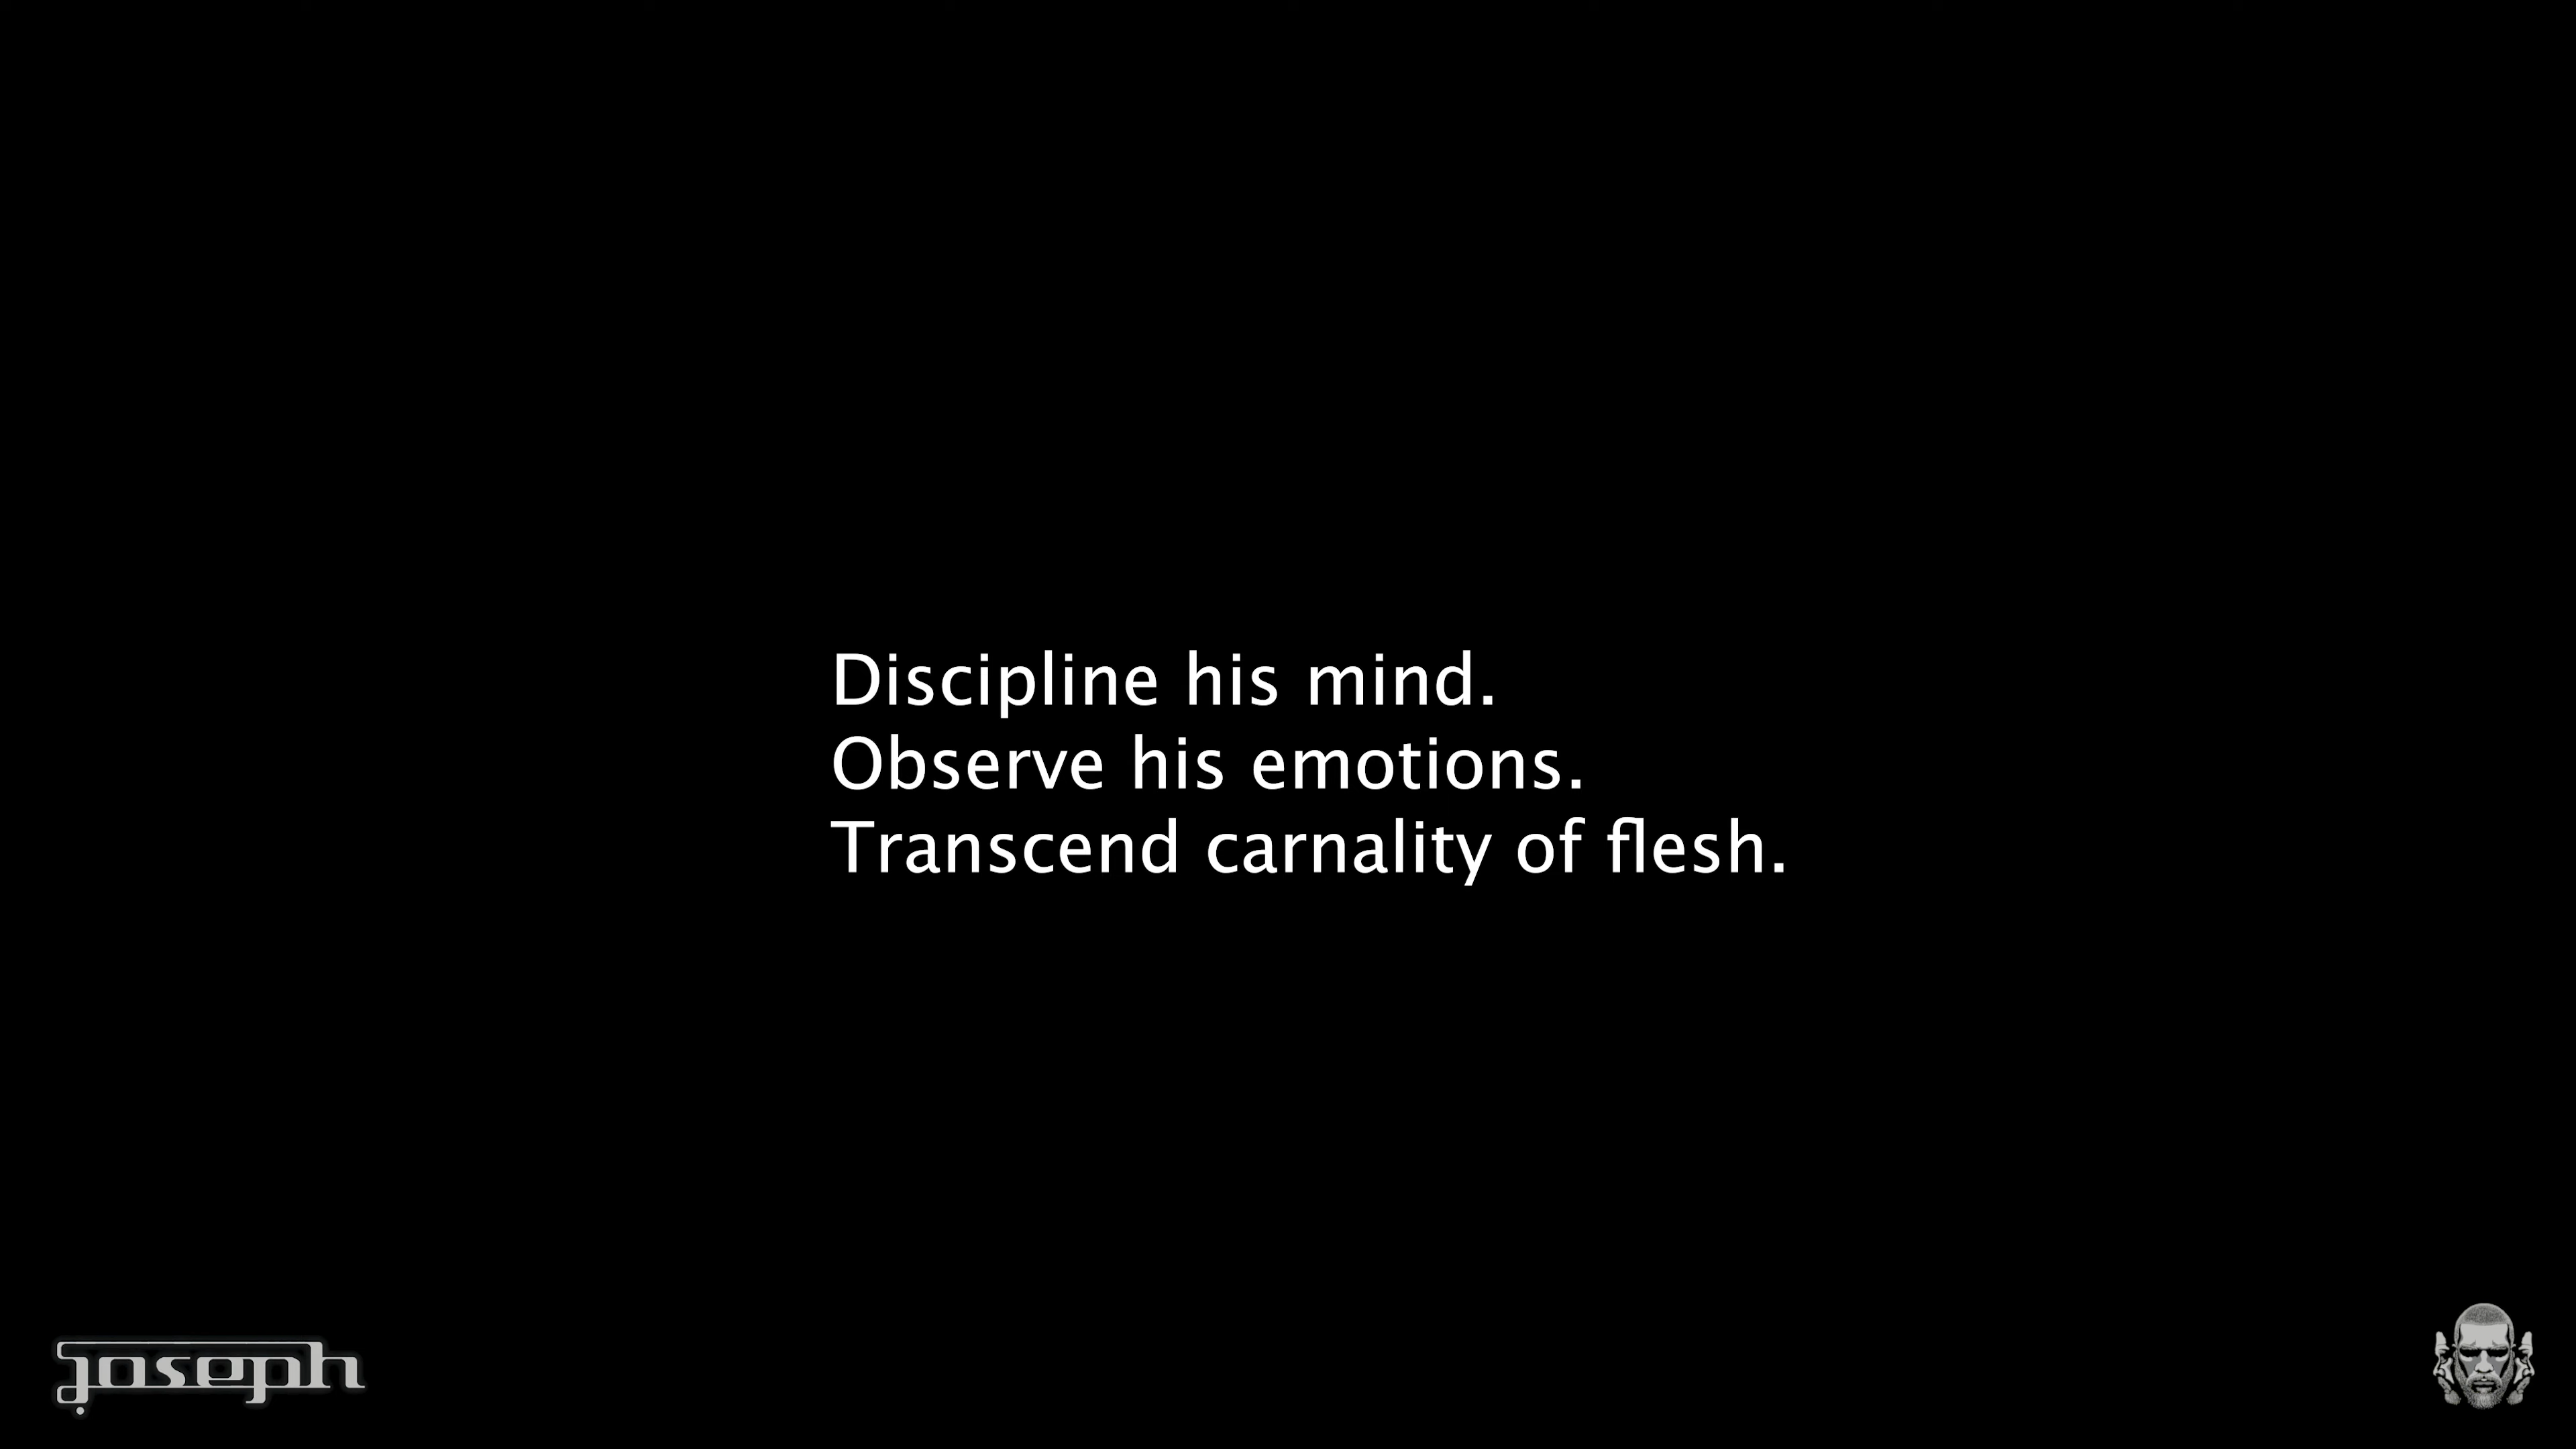 Discipline his mind.
Observe his emotions.
Transcend carnality of flesh.
joseph